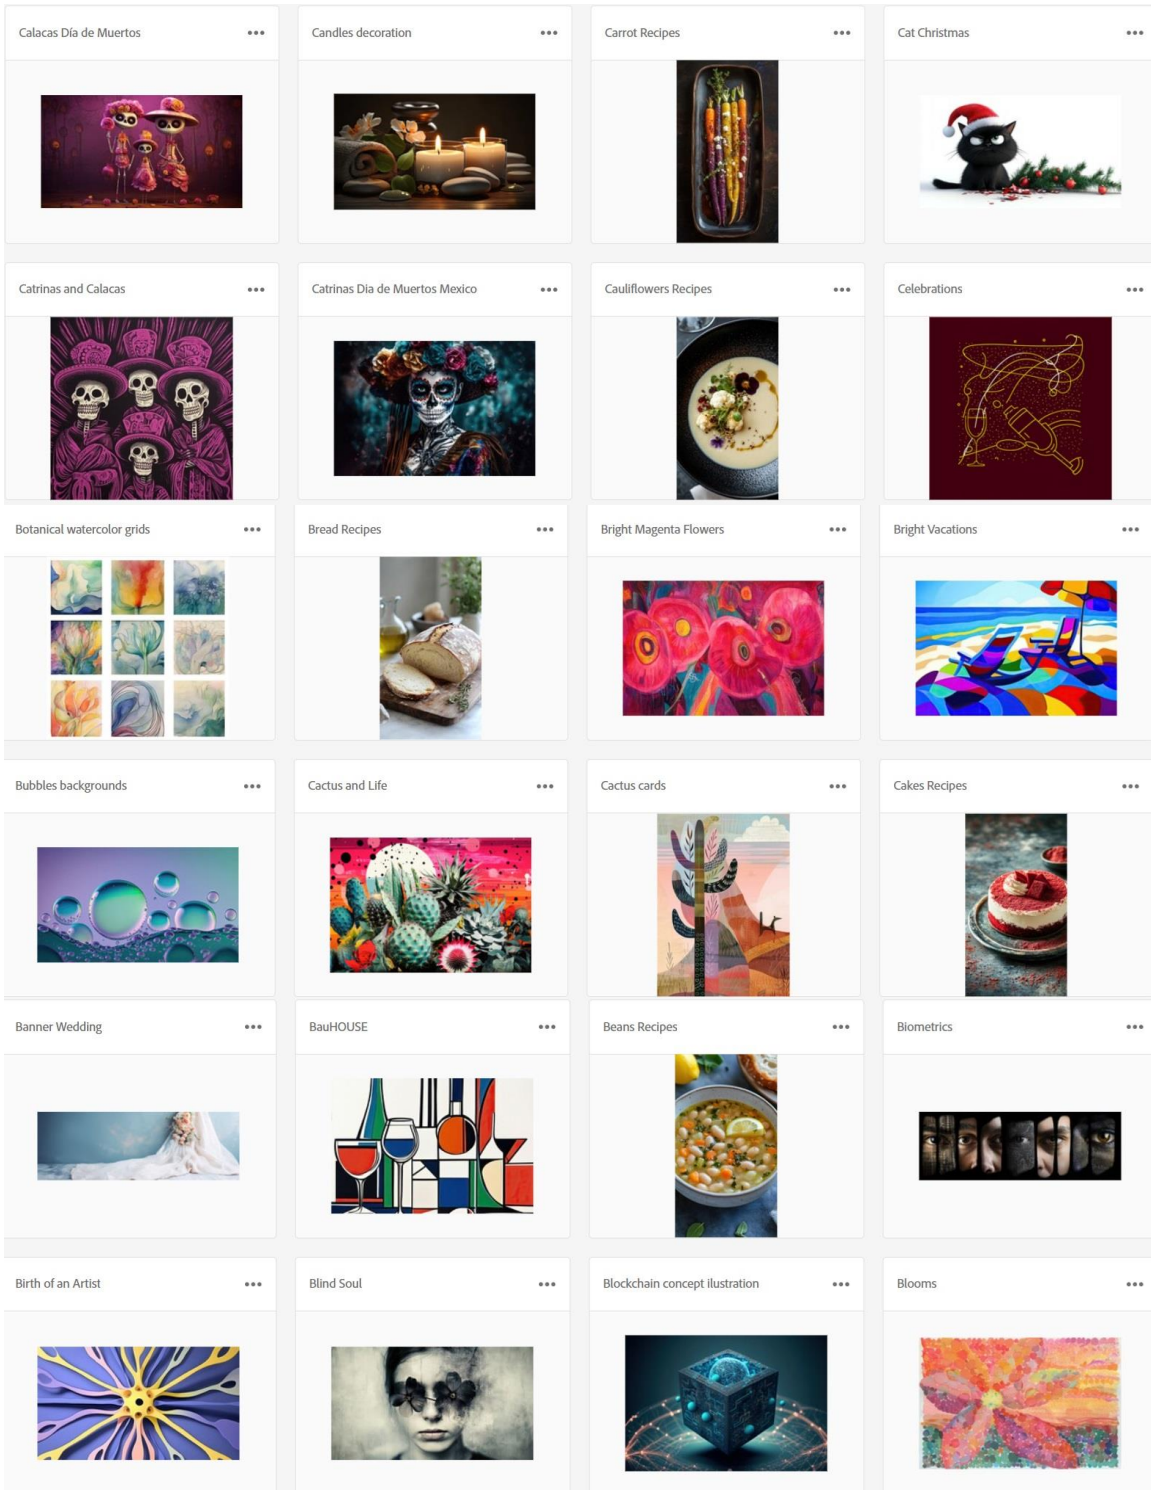 Calacas Día de Muertos
Candles decoration
Carrot Recipes
Cat Christmas
Catrinas and Calacas
Catrinas Dia de Muertos Mexico
Cauliflowers Recipes
Celebrations
Botanical watercolor grids
Bread Recipes
Bright Magenta Flowers
Bright Vacations
Bubbles backgrounds
Cactus and Life
Cactus cards
Cakes Recipes
Banner Wedding
BauHOUSE
Beans Recipes
Biometrics
Birth of an Artist
Blind Soul
Blockchain concept ilustration
Blooms